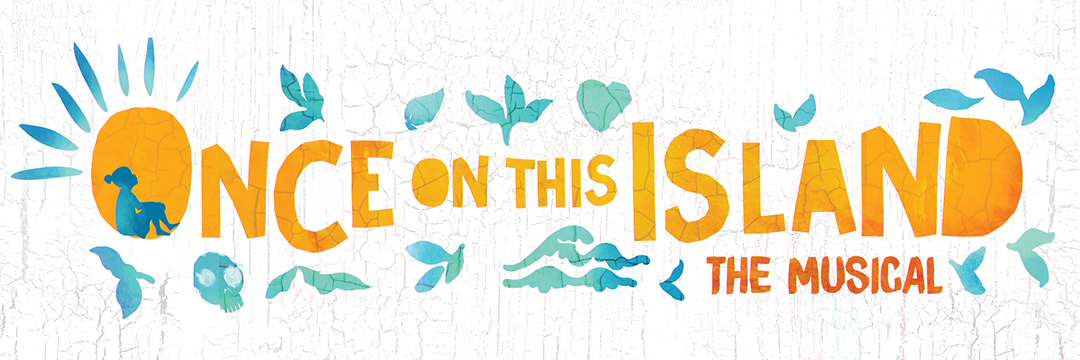 ONCE ON THIS ISLAND
THE MUSICAL